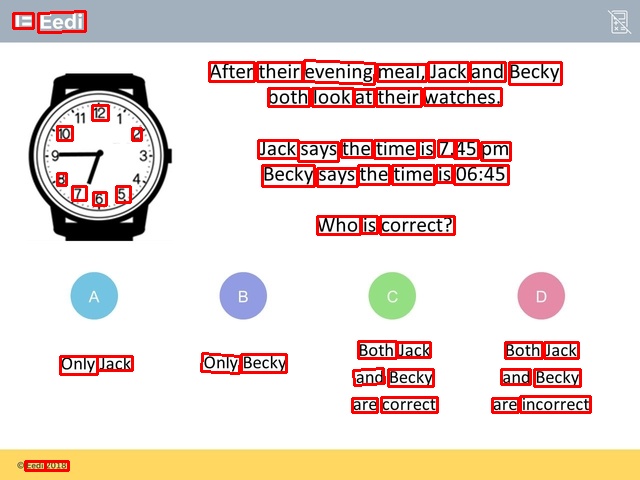 Eedi
After their evening meal, Jack and Becky
both look at their watches.
12
11
1
10
2
9
3
8
4
7
6
5
Jack says the time is 7.45 pm
Becky says the time is 06:45
Who is correct?
A
B
C
D
Only Jack
Only Becky
Both Jack
and Becky
are correct
Both Jack
and Becky
are incorrect
© Eedi 2018